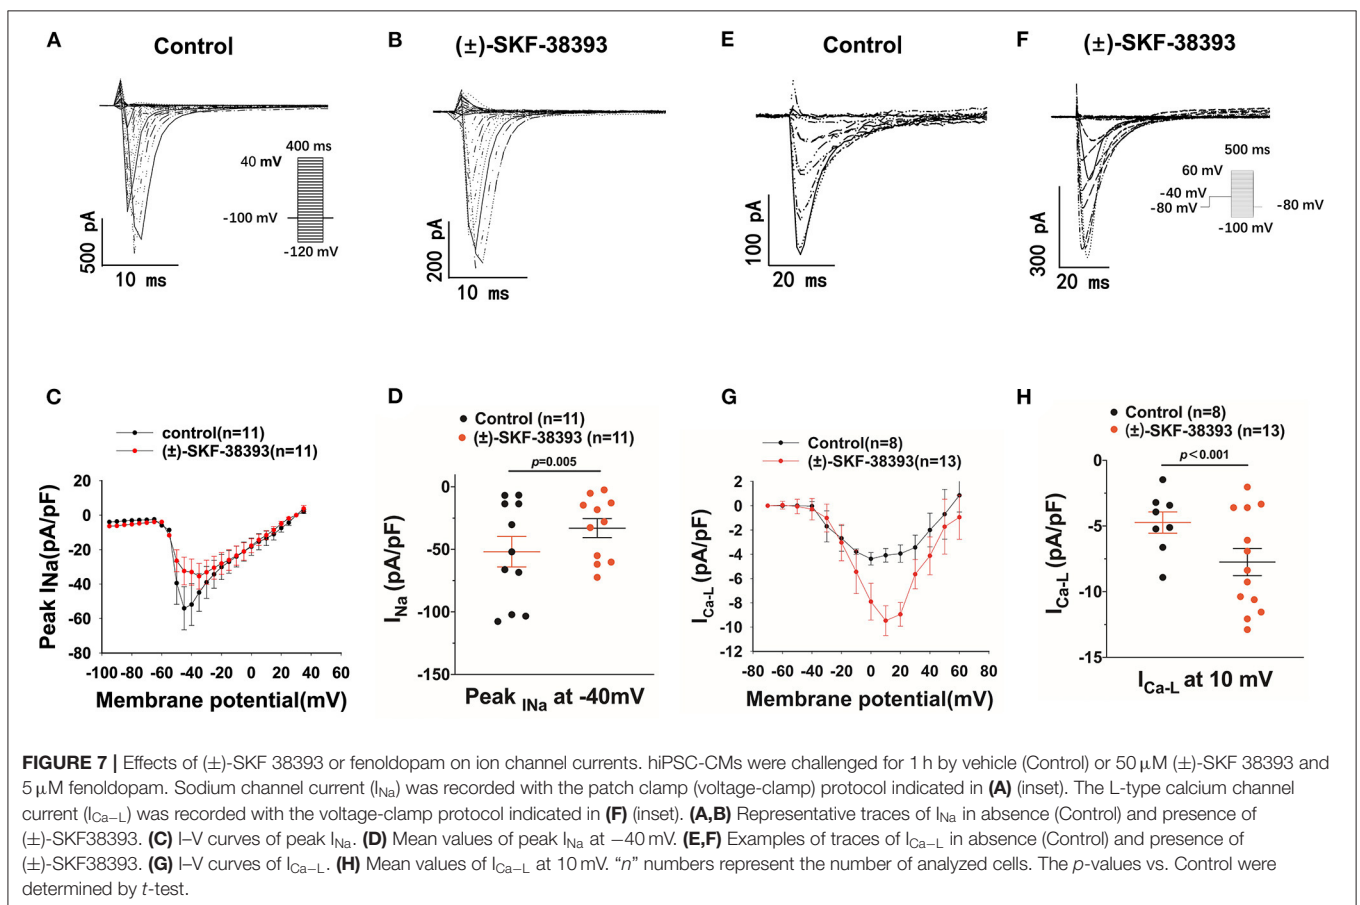 A
Control
B
(±)-SKF-38393
E
Control
F
(±)-SKF-38393
400 ms
40 mV
-100 mV
-120 mV
500 pA
10 ms
200 pA
10 ms
100 pA
20 ms
500 ms
60 mV
-40 mV
-80 mV
-80 mV
-100 mV
300 pA
20 ms
C
control(n=11)
(±)-SKF-38393(n=11)
20
0
-20
-40
-60
-80
Peak INa(pA/pF)
-100 -80 -60 -40 -20 0 20 40 60
Membrane potential(mV)
D
Control (n=11)
(±)-SKF-38393 (n=11)
p=0.005
0
-50
-100
-150
INa (pA/pF)
Peak INa at -40mV
G
Control(n=8)
(±)-SKF-38393(n=13)
2
0
-2
-4
-6
-8
-10
-12
ICa-L (pA/pF)
-80 -60 -40 -20 0 20 40 60 80
Membrane potential(mV)
H
Control (n=8)
(±)-SKF-38393 (n=13)
p<0.001
0
-5
-10
-15
ICa-L (pA/pF)
ICa-L at 10 mV
FIGURE 7 | Effects of (±)-SKF 38393 or fenoldopam on ion channel currents. hiPSC-CMs were challenged for 1 h by vehicle (Control) or 50 μM (±)-SKF 38393 and
5 μM fenoldopam. Sodium channel current (INa) was recorded with the patch clamp (voltage-clamp) protocol indicated in (A) (inset). The L-type calcium channel
current (ICa−L) was recorded with the voltage-clamp protocol indicated in (F) (inset). (A,B) Representative traces of INa in absence (Control) and presence of
(±)-SKF38393. (C) I–V curves of peak INa. (D) Mean values of peak INa at −40 mV. (E,F) Examples of traces of ICa−L in absence (Control) and presence of
(±)-SKF38393. (G) I–V curves of ICa−L. (H) Mean values of ICa−L at 10 mV. “n” numbers represent the number of analyzed cells. The p-values vs. Control were
determined by t-test.